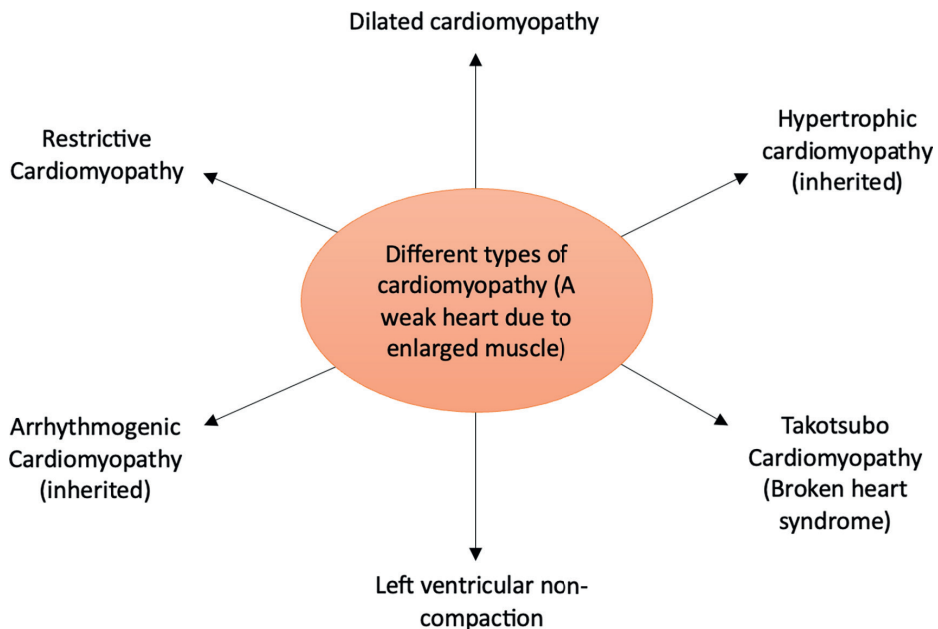 Dilated cardiomyopathy
Restrictive
Cardiomyopathy
Hypertrophic
cardiomyopathy
(inherited)
Different types of
cardiomyopathy (A
weak heart due to
enlarged muscle)
Arrhythmogenic
Cardiomyopathy
(inherited)
Takotsubo
Cardiomyopathy
(Broken heart
syndrome)
Left ventricular non-
compaction